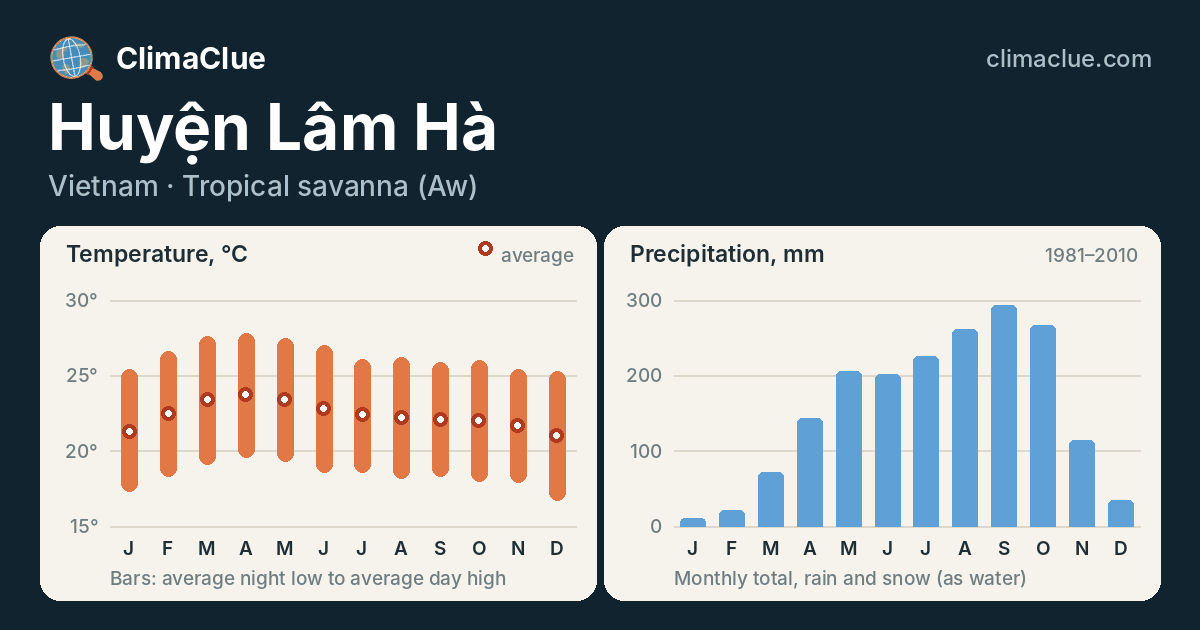 ClimaClue
climaclue.com
Huyện Lâm Hà
Vietnam · Tropical savanna (Aw)
Temperature, °C
average
30°
25°
20°
15°
J F M A M J J A S O N D
Bars: average night low to average day high
Precipitation, mm
1981–2010
300
200
100
0
J F M A M J J A S O N D
Monthly total, rain and snow (as water)